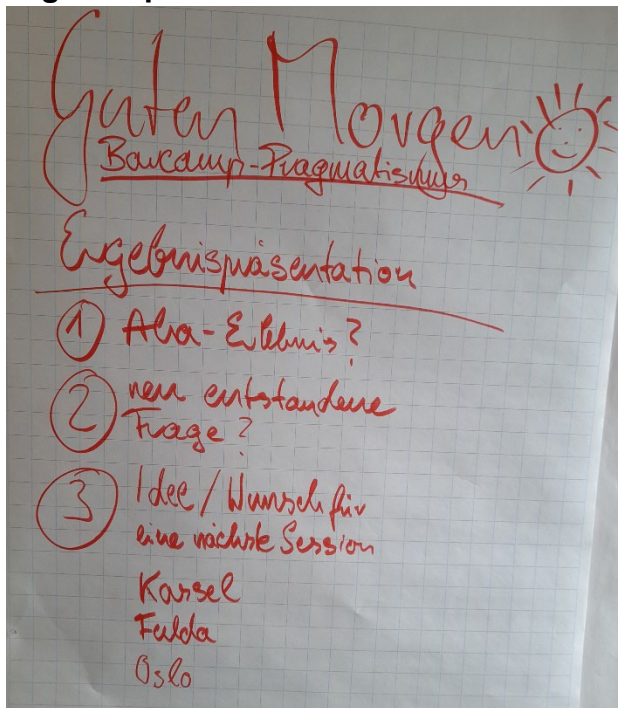 Guten Morgen
Barcamp-Pragmatismus
Ergebnispräsentation
1 Aha-Erlebnis?
2 neu entstandene
Frage?
3 Idee/Wunsch für
eine nächste Session
Kassel
Fulda
Oslo